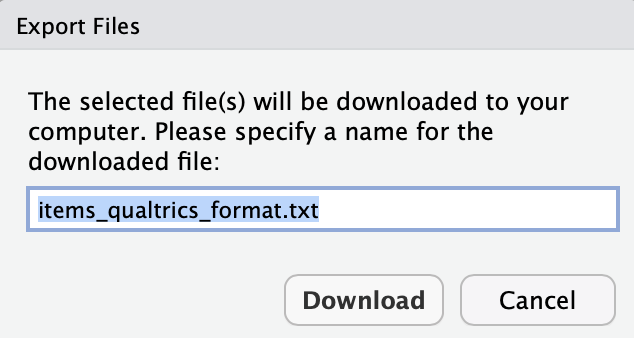 Export Files
The selected file(s) will be downloaded to your
computer. Please specify a name for the
downloaded file:
items_qualtrics_format.txt
Download Cancel